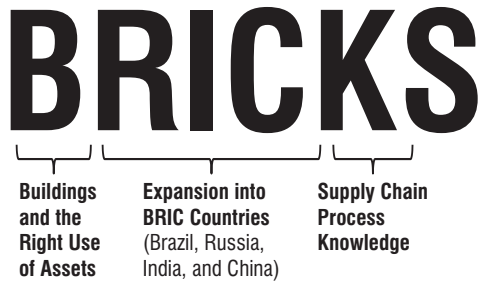 BRICKS
Buildings
and the
Right Use
of Assets
Expansion into
BRIC Countries
(Brazil, Russia,
India, and China)
Supply Chain
Process
Knowledge